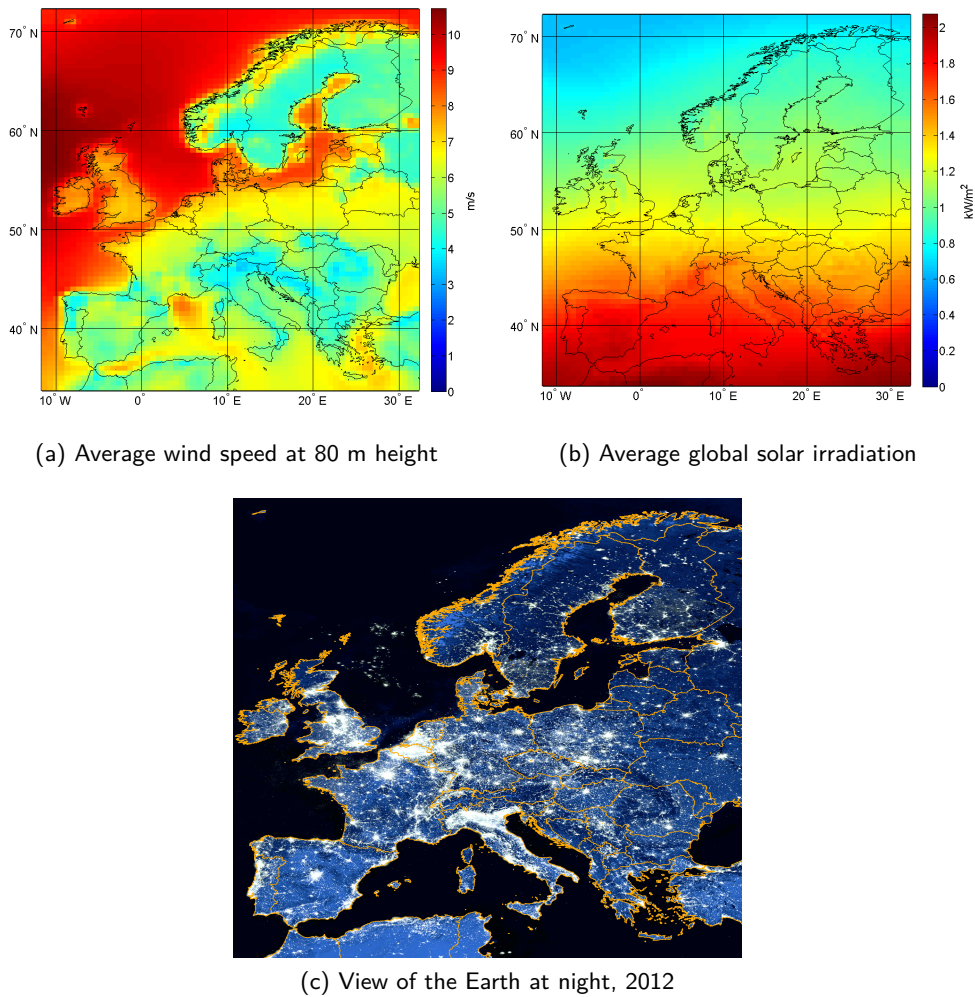 70° N
60° N
50° N
40° N
10° W
0°
10° E
20° E
30° E
10
9
8
7
6
5
4
3
2
1
0
m/s
70° N
60° N
50° N
40° N
10° W
0°
10° E
20° E
30° E
2
1.8
1.6
1.4
1.2
1
0.8
0.6
0.4
0.2
0
kW/m²
(a) Average wind speed at 80 m height
(b) Average global solar irradiation
(c) View of the Earth at night, 2012